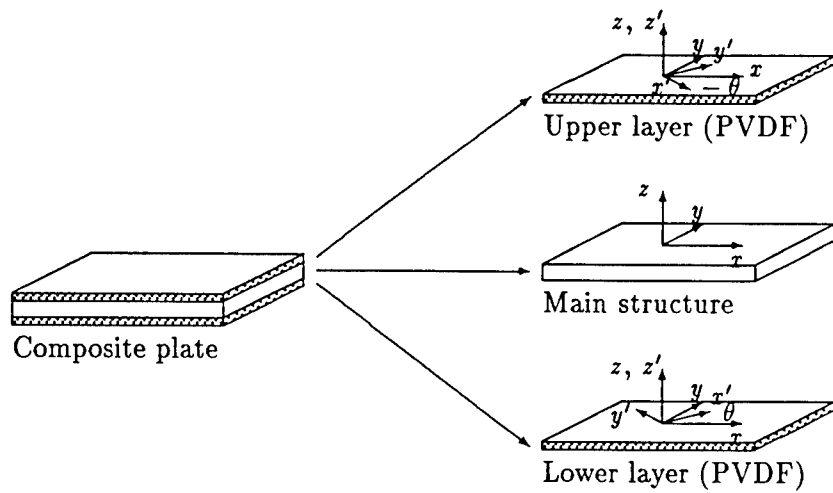 z, z′
y
y′
x
x′
− θ
Upper layer (PVDF)
z
y
x
Main structure
Composite plate
z, z′
y
x′
y′
θ
x
Lower layer (PVDF)